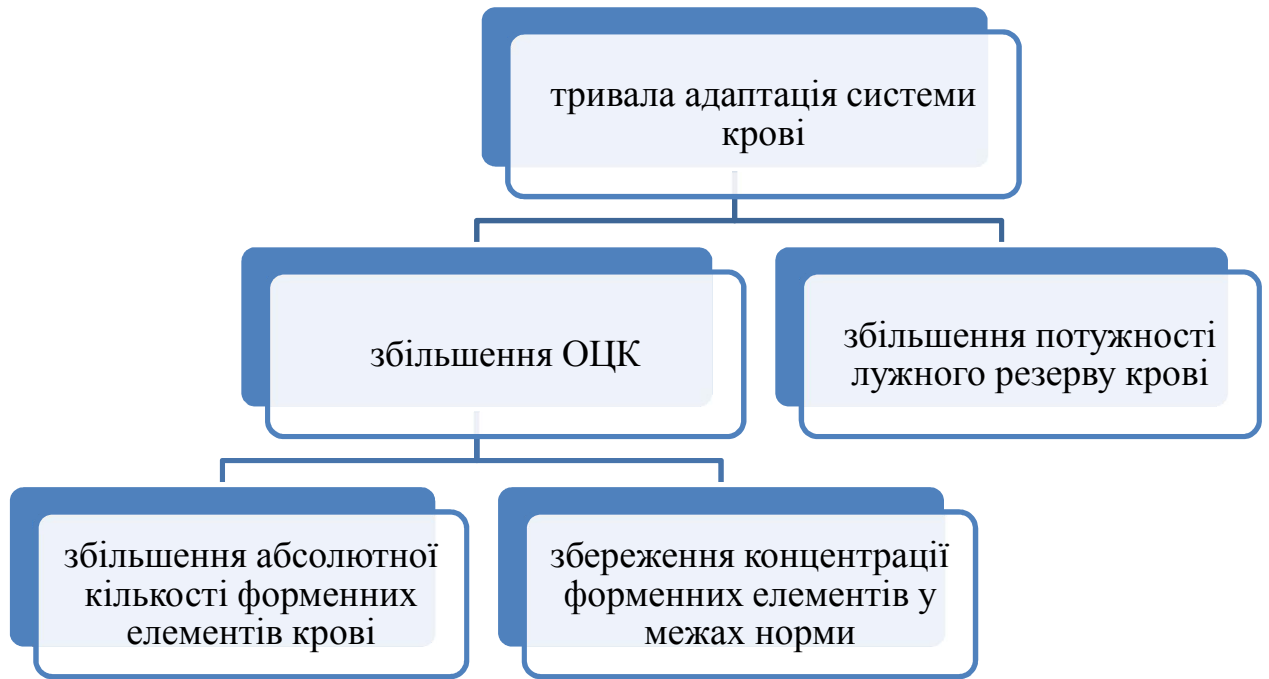 тривала адаптація системи
крові
збільшення ОЦК
збільшення потужності
лужного резерву крові
збільшення абсолютної
кількості форменних
елементів крові
збереження концентрації
форменних елементів у
межах норми